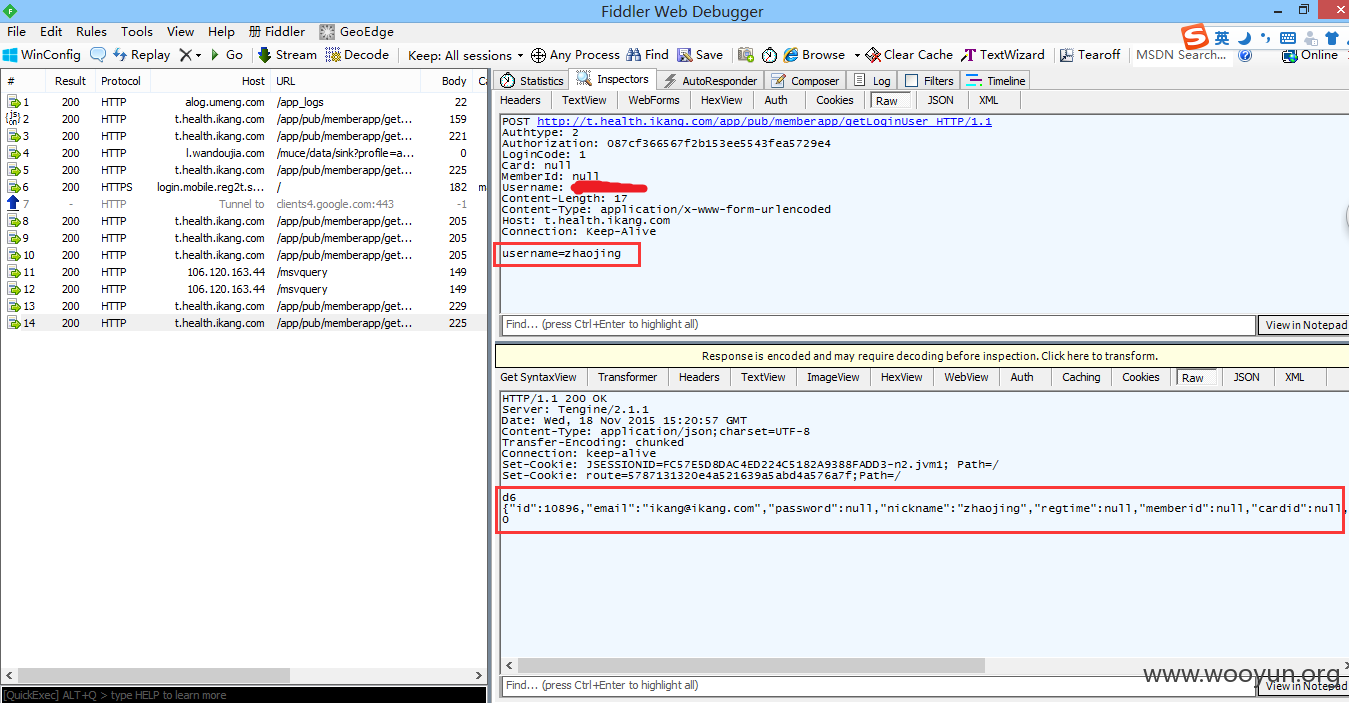 Fiddler Web Debugger
File Edit Rules Tools View Help Fiddler GeoEdge
WinConfig Replay Go Stream Decode Keep: All sessions Any Process Find Save Browse Clear Cache TextWizard Tearoff MSDN Search... Online
英
# Result Protocol Host URL Body
1 200 HTTP alog.umeng.com /app_logs 22
2 200 HTTP t.health.ikang.com /app/pub/memberapp/get... 159
3 200 HTTP t.health.ikang.com /app/pub/memberapp/get... 221
4 200 HTTP l.wandoujia.com /muce/data/sink?profile=a... 0
5 200 HTTP t.health.ikang.com /app/pub/memberapp/get... 225
6 200 HTTPS login.mobile.reg2t.s... / 182 m
7 - HTTP Tunnel to clients4.google.com:443 -1
8 200 HTTP t.health.ikang.com /app/pub/memberapp/get... 205
9 200 HTTP t.health.ikang.com /app/pub/memberapp/get... 205
10 200 HTTP t.health.ikang.com /app/pub/memberapp/get... 205
11 200 HTTP 106.120.163.44 /msvquery 149
12 200 HTTP 106.120.163.44 /msvquery 149
13 200 HTTP t.health.ikang.com /app/pub/memberapp/get... 229
14 200 HTTP t.health.ikang.com /app/pub/memberapp/get... 225
[QuickExec] ALT+Q > type HELP to learn more
Statistics Inspectors AutoResponder Composer Log Filters Timeline
Headers TextView WebForms HexView Auth Cookies Raw JSON XML
POST http://t.health.ikang.com/app/pub/memberapp/getLoginUser HTTP/1.1
Authtype: 2
Authorization: 087cf366567f2b153ee5543fea5729e4
LoginCode: 1
Card: null
MemberId: null
Username:
Content-Length: 17
Content-Type: application/x-www-form-urlencoded
Host: t.health.ikang.com
Connection: Keep-Alive
username=zhaojing
Find... (press Ctrl+Enter to highlight all) View in Notepad
Response is encoded and may require decoding before inspection. Click here to transform.
Get SyntaxView Transformer Headers TextView ImageView HexView WebView Auth Caching Cookies Raw JSON XML
HTTP/1.1 200 OK
Server: Tengine/2.1.1
Date: Wed, 18 Nov 2015 15:20:57 GMT
Content-Type: application/json;charset=UTF-8
Transfer-Encoding: chunked
Connection: keep-alive
Set-Cookie: JSESSIONID=FC57E5D8DAC4ED224C5182A9388FADD3-n2.jvm1; Path=/
Set-Cookie: route=5787131320e4a521639a5abd4a576a7f;Path=/
d6
{"id":10896,"email":"ikang@ikang.com","password":null,"nickname":"zhaojing","regtime":null,"memberid":null,"cardid":null,
0
www.wooyun.org
Find... (press Ctrl+Enter to highlight all) View in Notepad